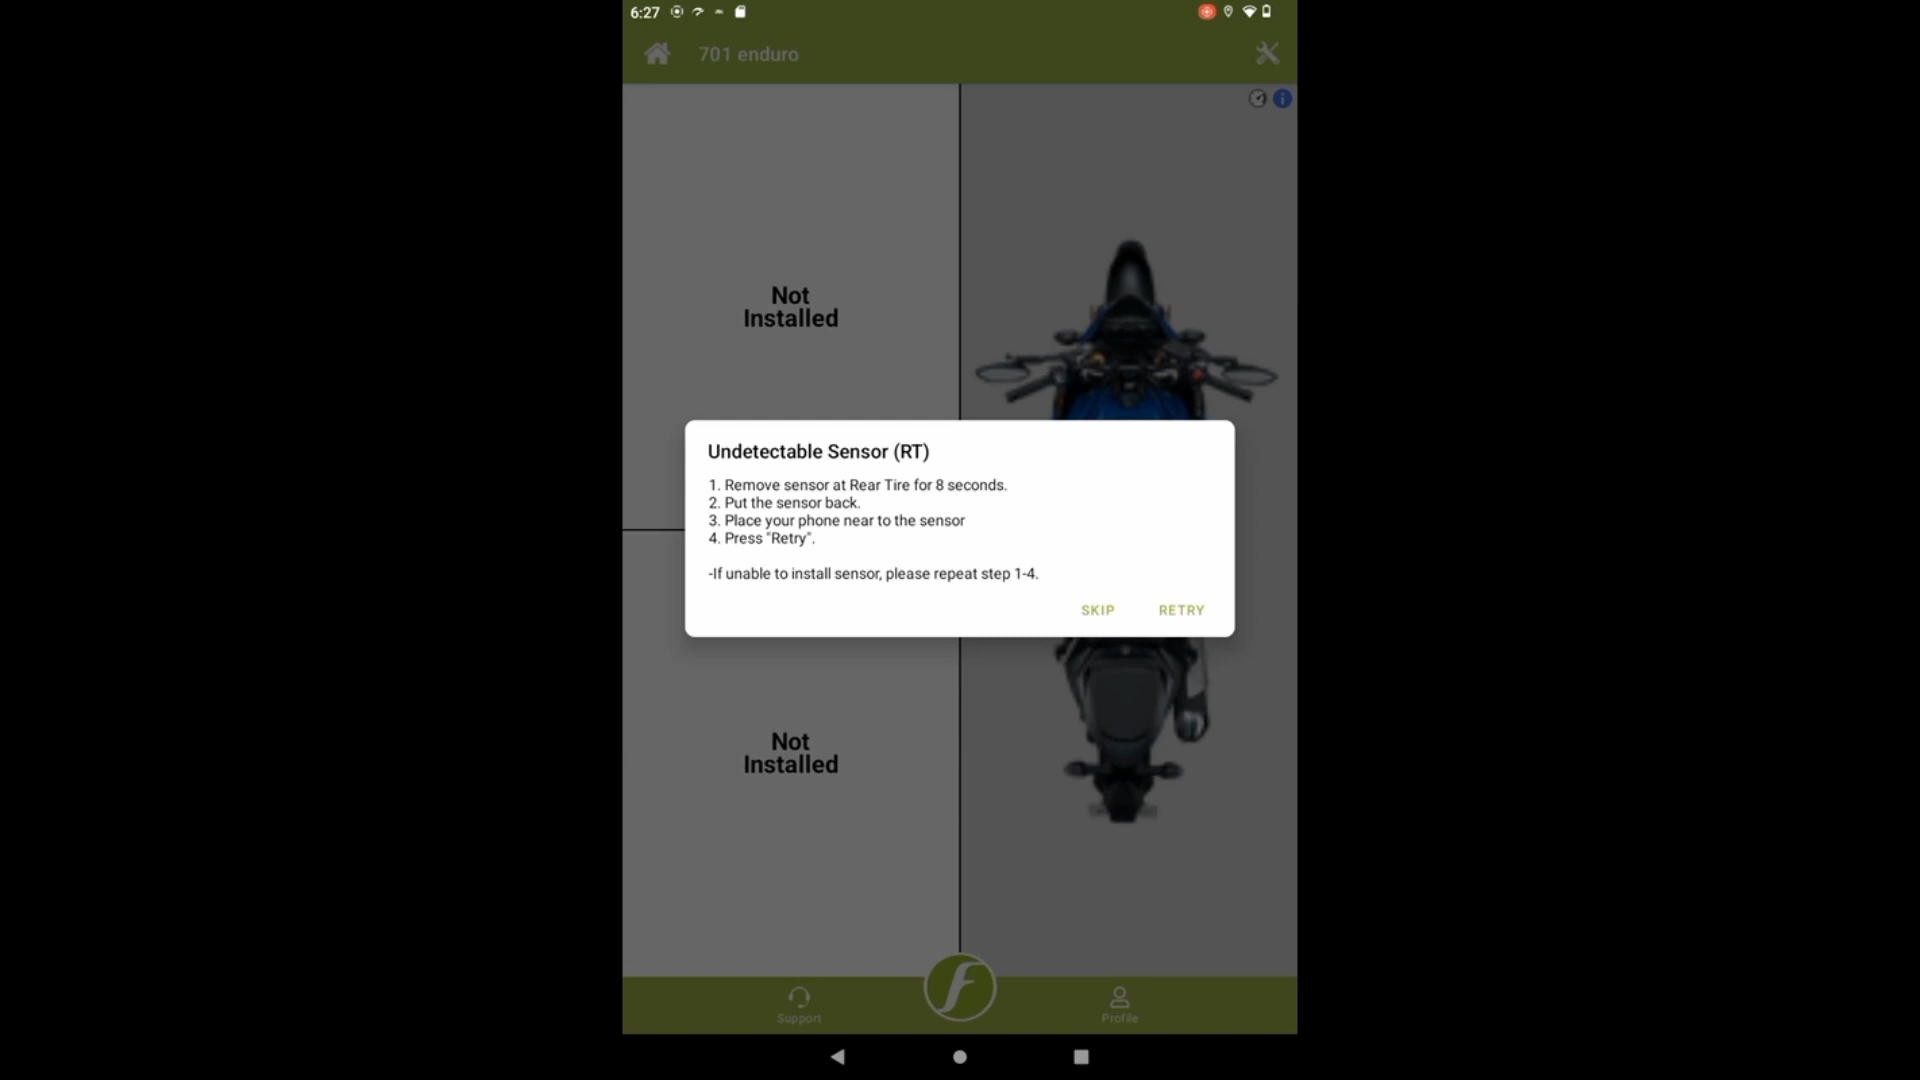 6:27
701 enduro
Not
Installed
Undetectable Sensor (RT)
1. Remove sensor at Rear Tire for 8 seconds.
2. Put the sensor back.
3. Place your phone near to the sensor
4. Press "Retry".
-If unable to install sensor, please repeat step 1-4.
SKIP RETRY
Not
Installed
Support
Profile